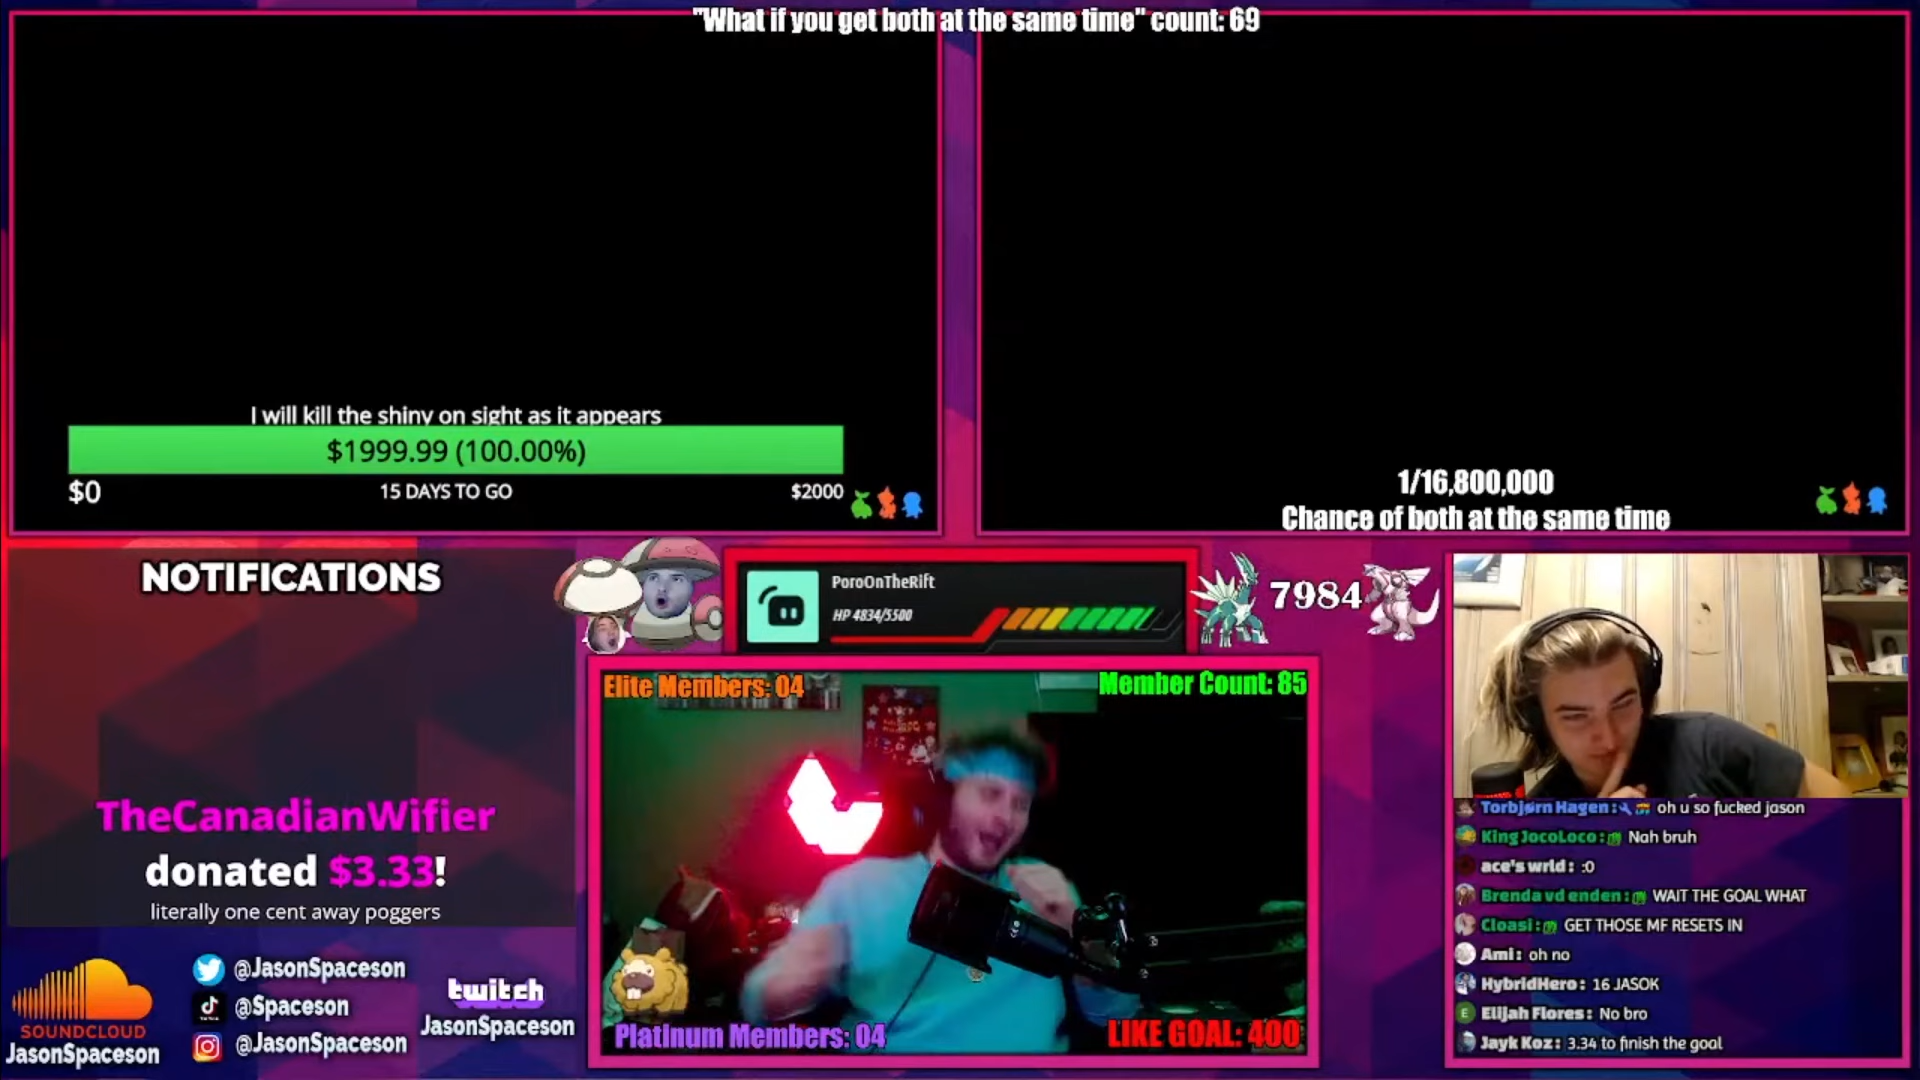 "What if you get both at the same time" count: 69
I will kill the shiny on sight as it appears
$1999.99 (100.00%)
$0
15 DAYS TO GO
$2000
1/16,800,000
Chance of both at the same time
NOTIFICATIONS
TheCanadianWifier
donated $3.33!
literally one cent away poggers
PoroOnTheRift
HP 4834/5500
7984
Elite Members: 04
Member Count: 85
Platinum Members: 04
LIKE GOAL: 400
SOUNDCLOUD
JasonSpaceson
@JasonSpaceson
@Spaceson
@JasonSpaceson
twitch
JasonSpaceson
Torbjørn Hagen: oh u so fucked jason
KingJocoLoco: Nah bruh
ace's wrld: :0
Brenda vd enden: WAIT THE GOAL WHAT
Cloasi: GET THOSE MF RESETS IN
Ami: oh no
HybridHero: 16 JASOK
E Elijah Flores: No bro
Jayk Koz: 3.34 to finish the goal